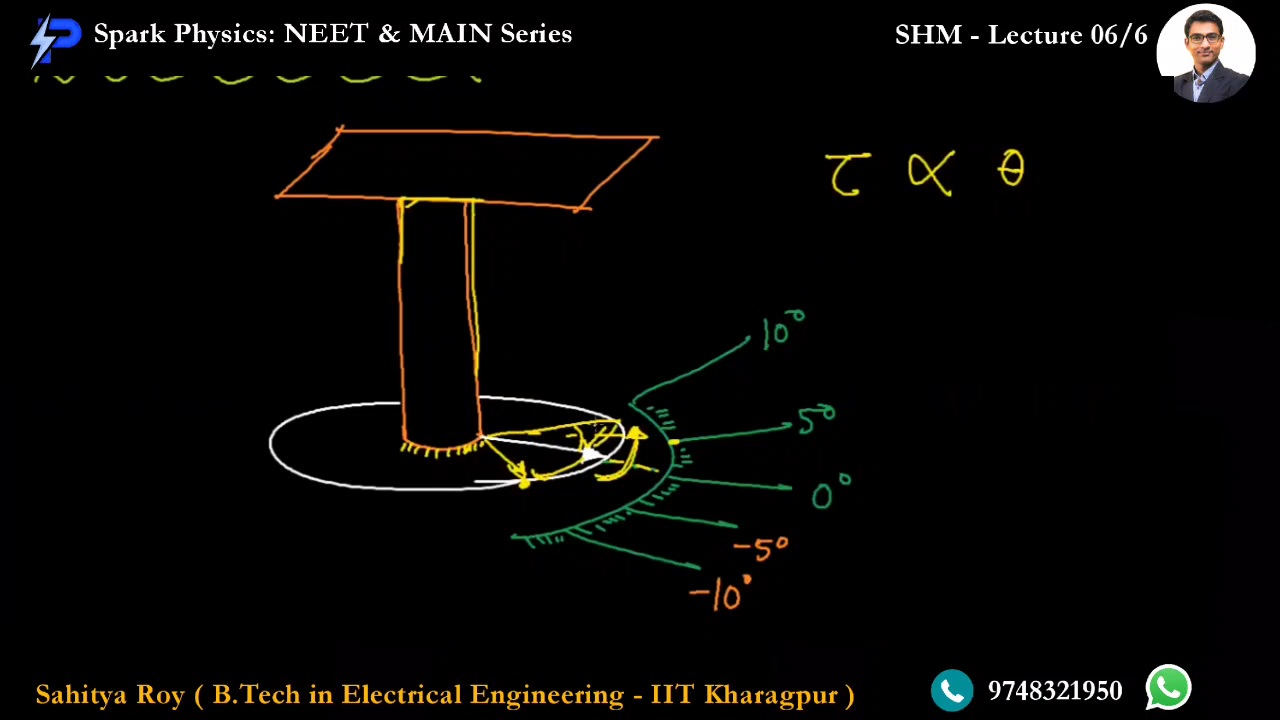 Spark Physics: NEET & MAIN Series
SHM - Lecture 06/6
τ ∝ θ
10°
5°
0°
-5°
-10°
Sahitya Roy ( B.Tech in Electrical Engineering - IIT Kharagpur )
9748321950